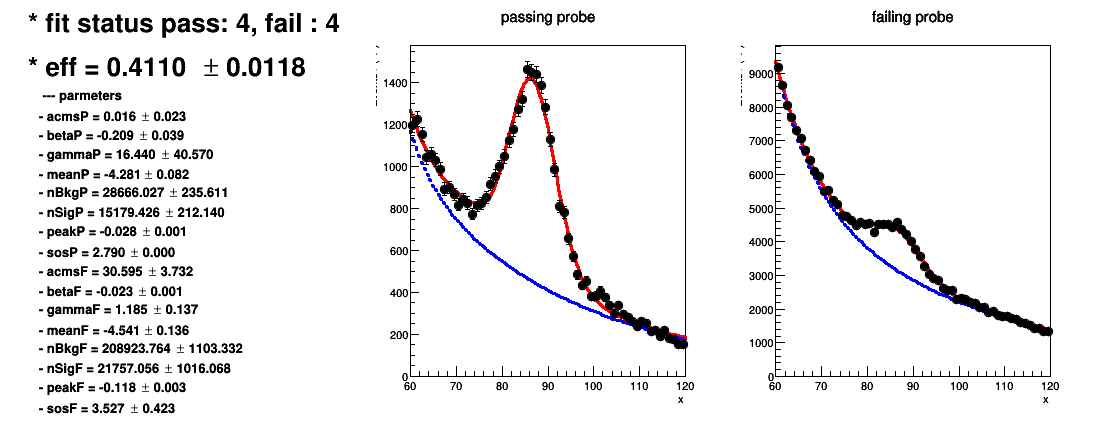 * fit status pass: 4, fail : 4
* eff = 0.4110 ± 0.0118
--- parmeters
- acmsP = 0.016 ± 0.023
- betaP = -0.209 ± 0.039
- gammaP = 16.440 ± 40.570
- meanP = -4.281 ± 0.082
- nBkgP = 28666.027 ± 235.611
- nSigP = 15179.426 ± 212.140
- peakP = -0.028 ± 0.001
- sosP = 2.790 ± 0.000
- acmsF = 30.595 ± 3.732
- betaF = -0.023 ± 0.001
- gammaF = 1.185 ± 0.137
- meanF = -4.541 ± 0.136
- nBkgF = 208923.764 ± 1103.332
- nSigF = 21757.056 ± 1016.068
- peakF = -0.118 ± 0.003
- sosF = 3.527 ± 0.423
passing probe
1400
1200
1000
800
600
400
200
0
60 70 80 90 100 110 120
x
failing probe
9000
8000
7000
6000
5000
4000
3000
2000
1000
0
60 70 80 90 100 110 120
x